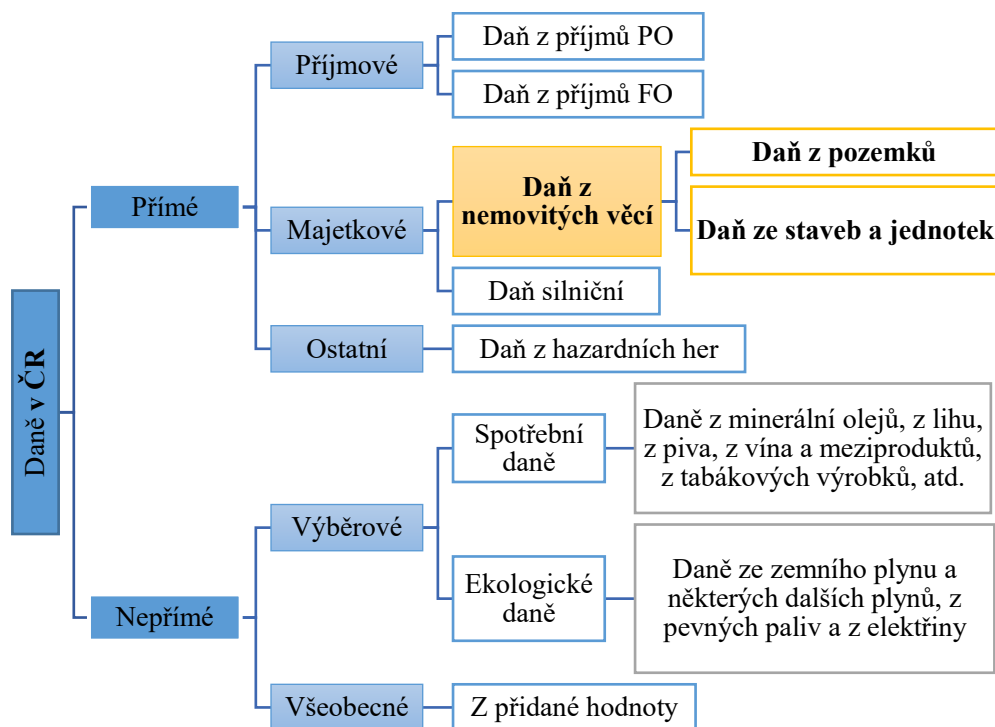 Daně v ČR
Přímé
Příjmové
Daň z příjmů PO
Daň z příjmů FO
Majetkové
Daň z
nemovitých věcí
Daň z pozemků
Daň ze staveb a jednotek
Daň silniční
Ostatní
Daň z hazardních her
Nepřímé
Výběrové
Spotřební
daně
Daně z minerální olejů, z lihu,
z piva, z vína a meziproduktů,
z tabákových výrobků, atd.
Ekologické
daně
Daně ze zemního plynu a
některých dalších plynů, z
pevných paliv a z elektřiny
Všeobecné
Z přidané hodnoty